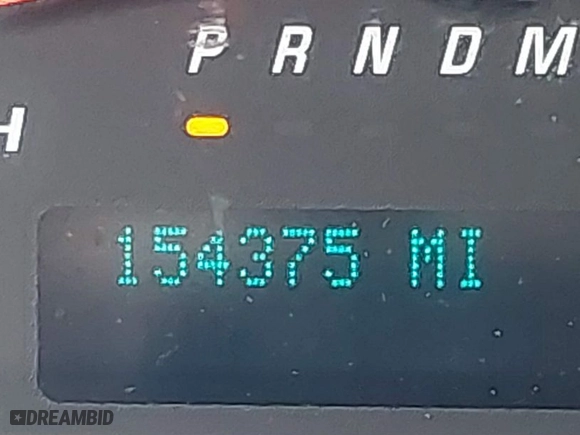 P R N D M
H
154375 MI
DREAMBID